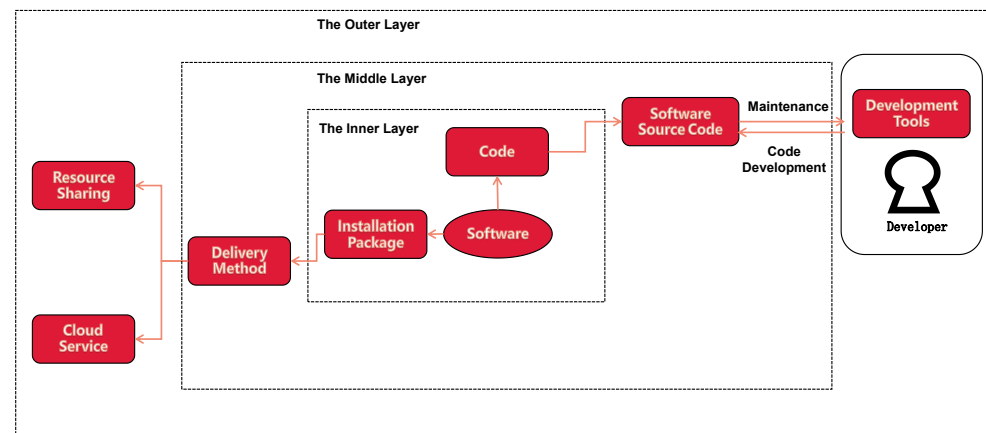 The Outer Layer
The Middle Layer
The Inner Layer
Code
Software
Source Code
Maintenance
Code
Development
Development
Tools
Developer
Resource
Sharing
Installation
Package
Software
Delivery
Method
Cloud
Service